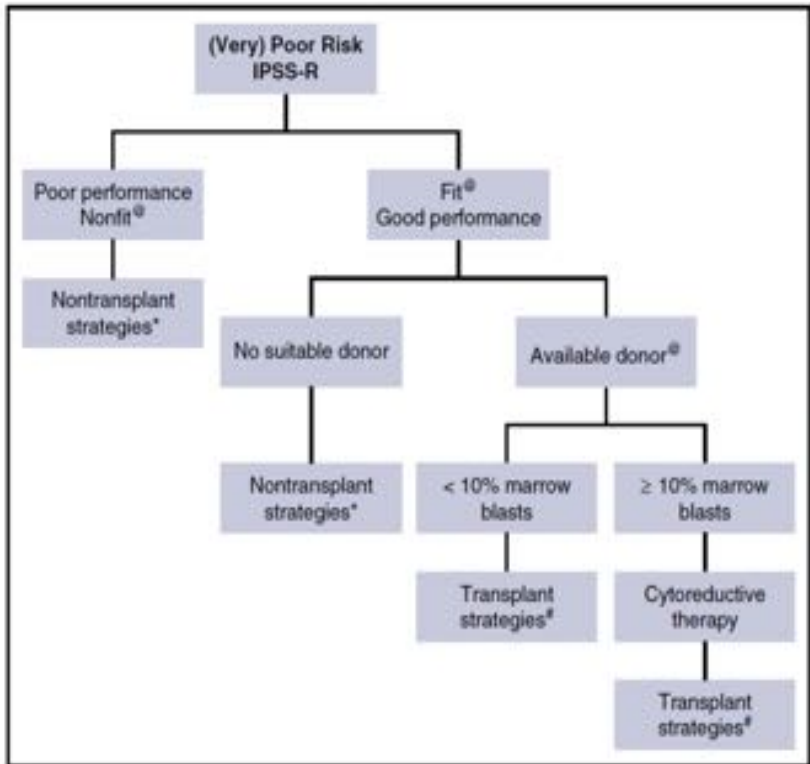 (Very) Poor Risk
IPSS-R
Poor performance
Nonfit@
Fit@
Good performance
Nontransplant
strategies*
No suitable donor
Available donor@
Nontransplant
strategies*
< 10% marrow
blasts
≥ 10% marrow
blasts
Transplant
strategies#
Cytoreductive
therapy
Transplant
strategies#